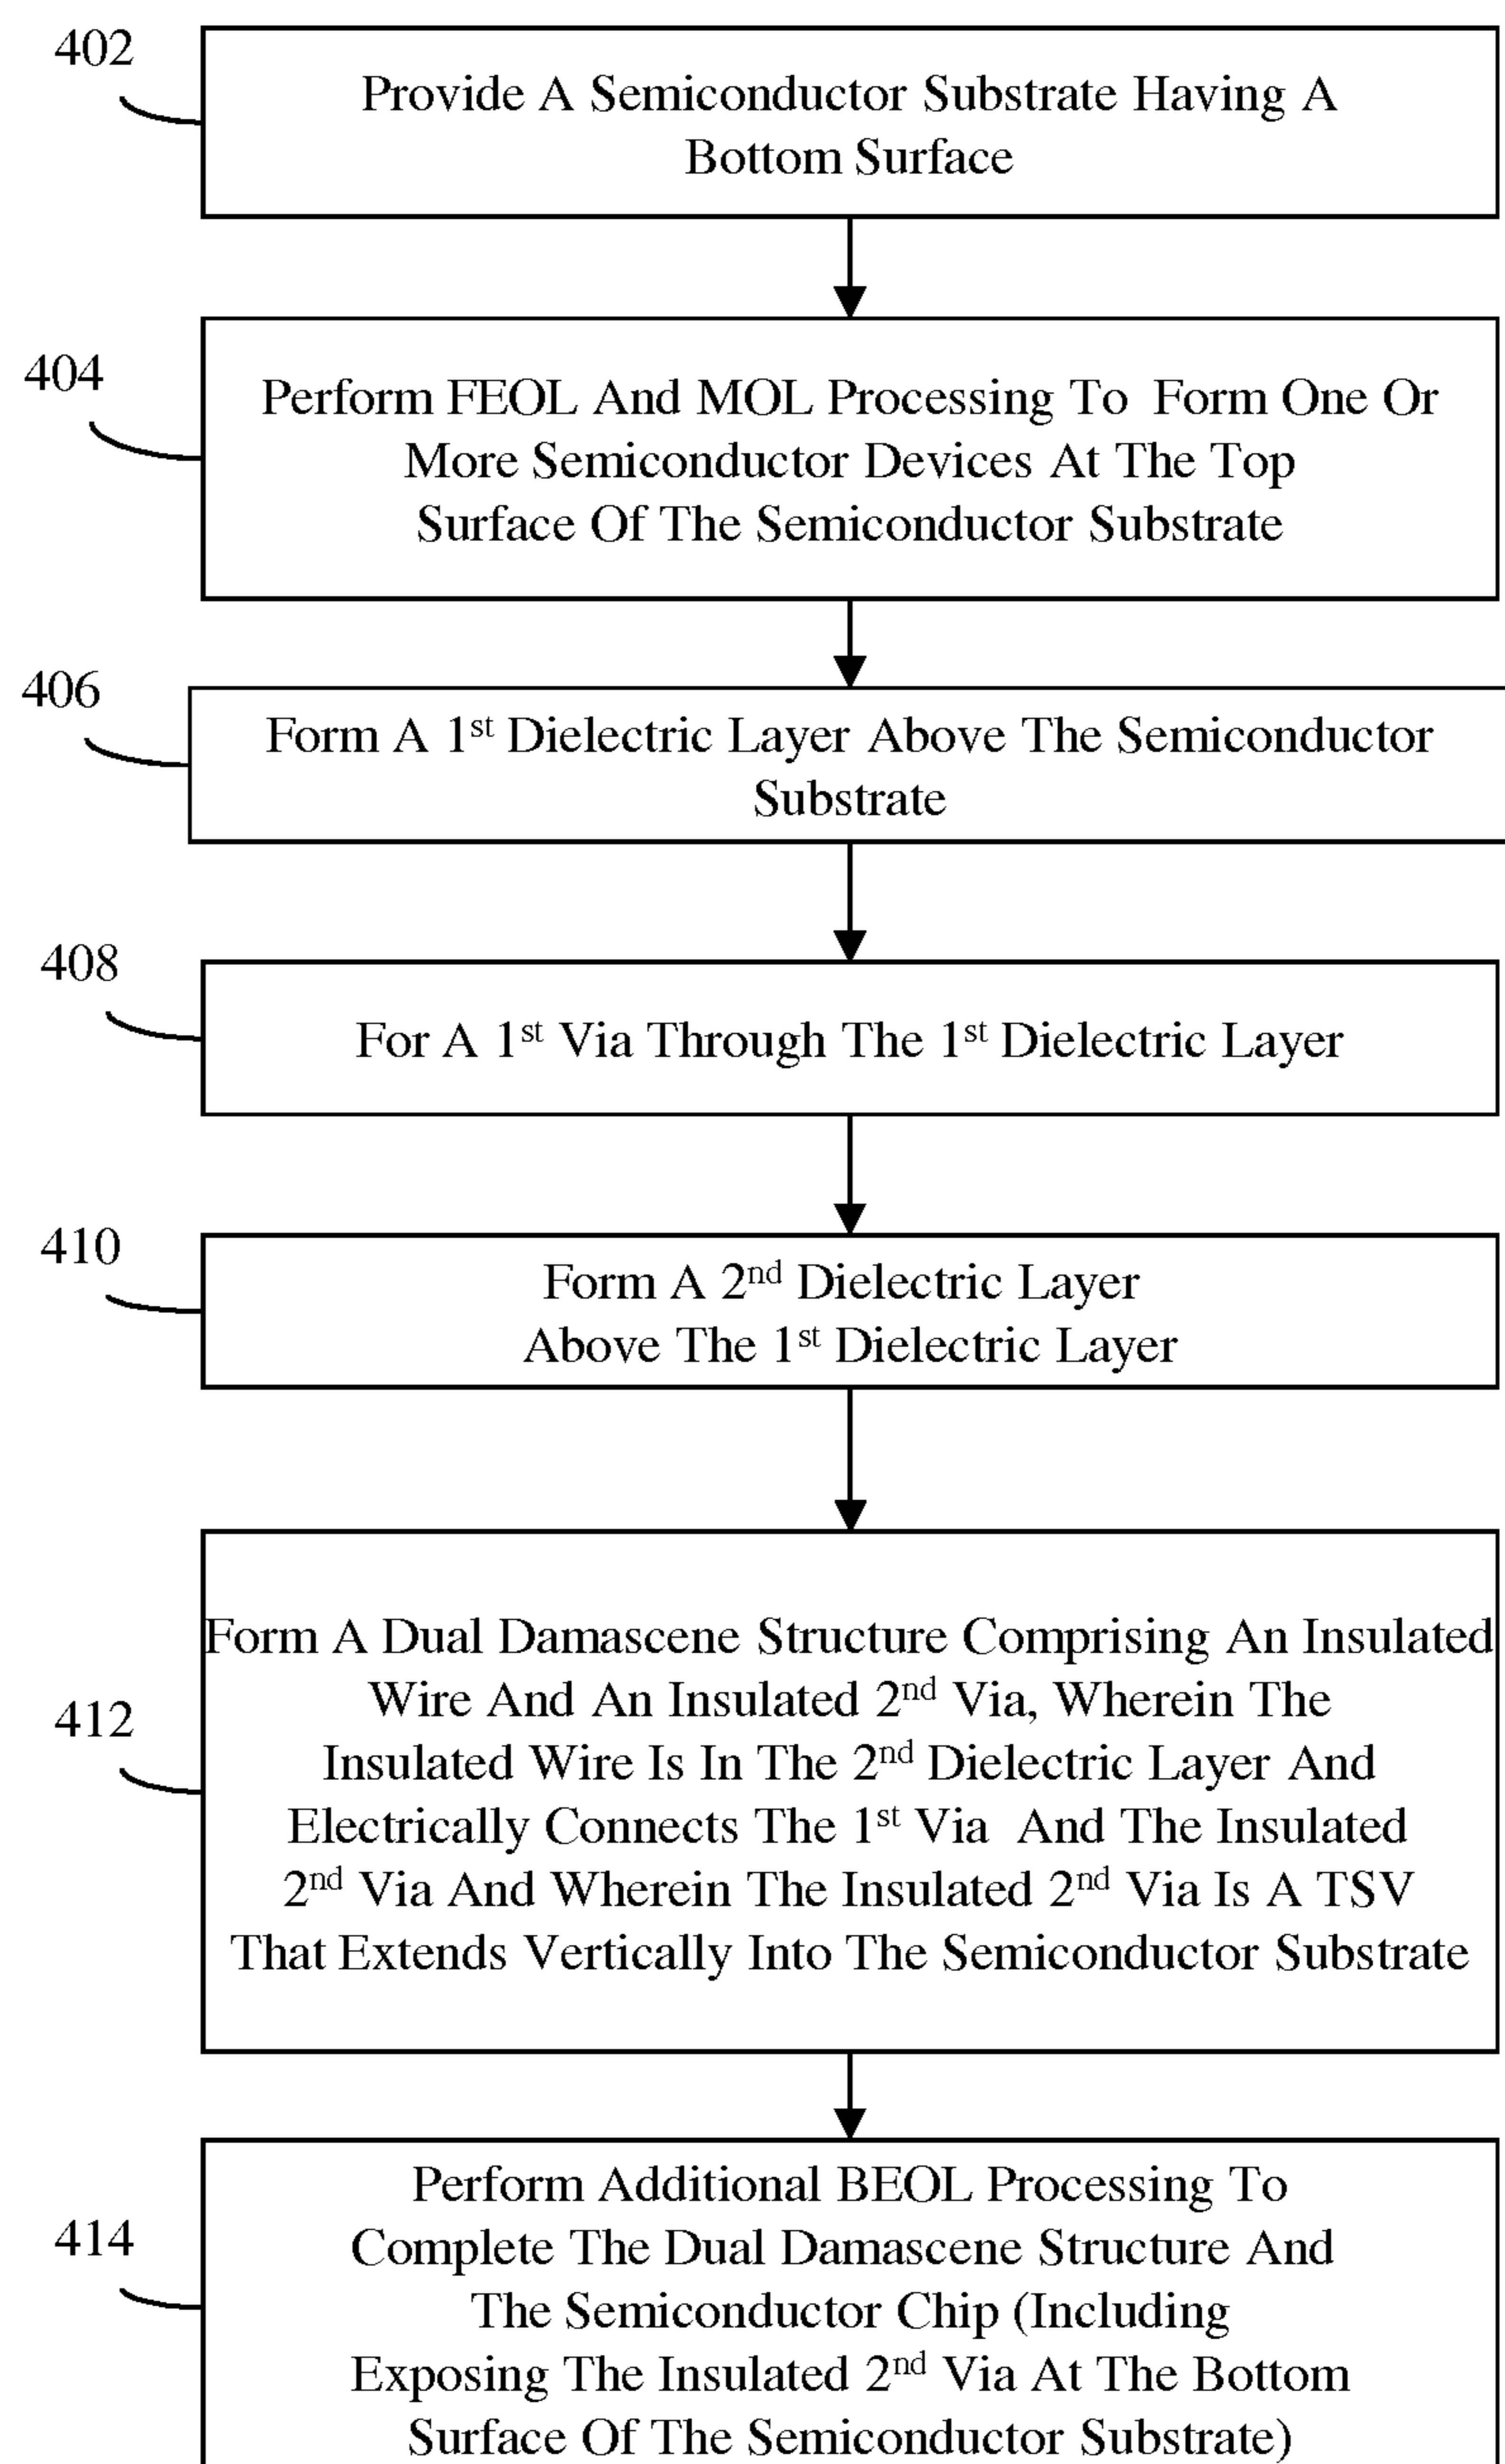 402
Provide A Semiconductor Substrate Having A
Bottom Surface
404
Perform FEOL And MOL Processing To Form One Or
More Semiconductor Devices At The Top
Surface Of The Semiconductor Substrate
406
Form A 1st Dielectric Layer Above The Semiconductor
Substrate
408
For A 1st Via Through The 1st Dielectric Layer
410
Form A 2nd Dielectric Layer
Above The 1st Dielectric Layer
412
Form A Dual Damascene Structure Comprising An Insulated
Wire And An Insulated 2nd Via, Wherein The
Insulated Wire Is In The 2nd Dielectric Layer And
Electrically Connects The 1st Via And The Insulated
2nd Via And Wherein The Insulated 2nd Via Is A TSV
That Extends Vertically Into The Semiconductor Substrate
414
Perform Additional BEOL Processing To
Complete The Dual Damascene Structure And
The Semiconductor Chip (Including
Exposing The Insulated 2nd Via At The Bottom
Surface Of The Semiconductor Substrate)